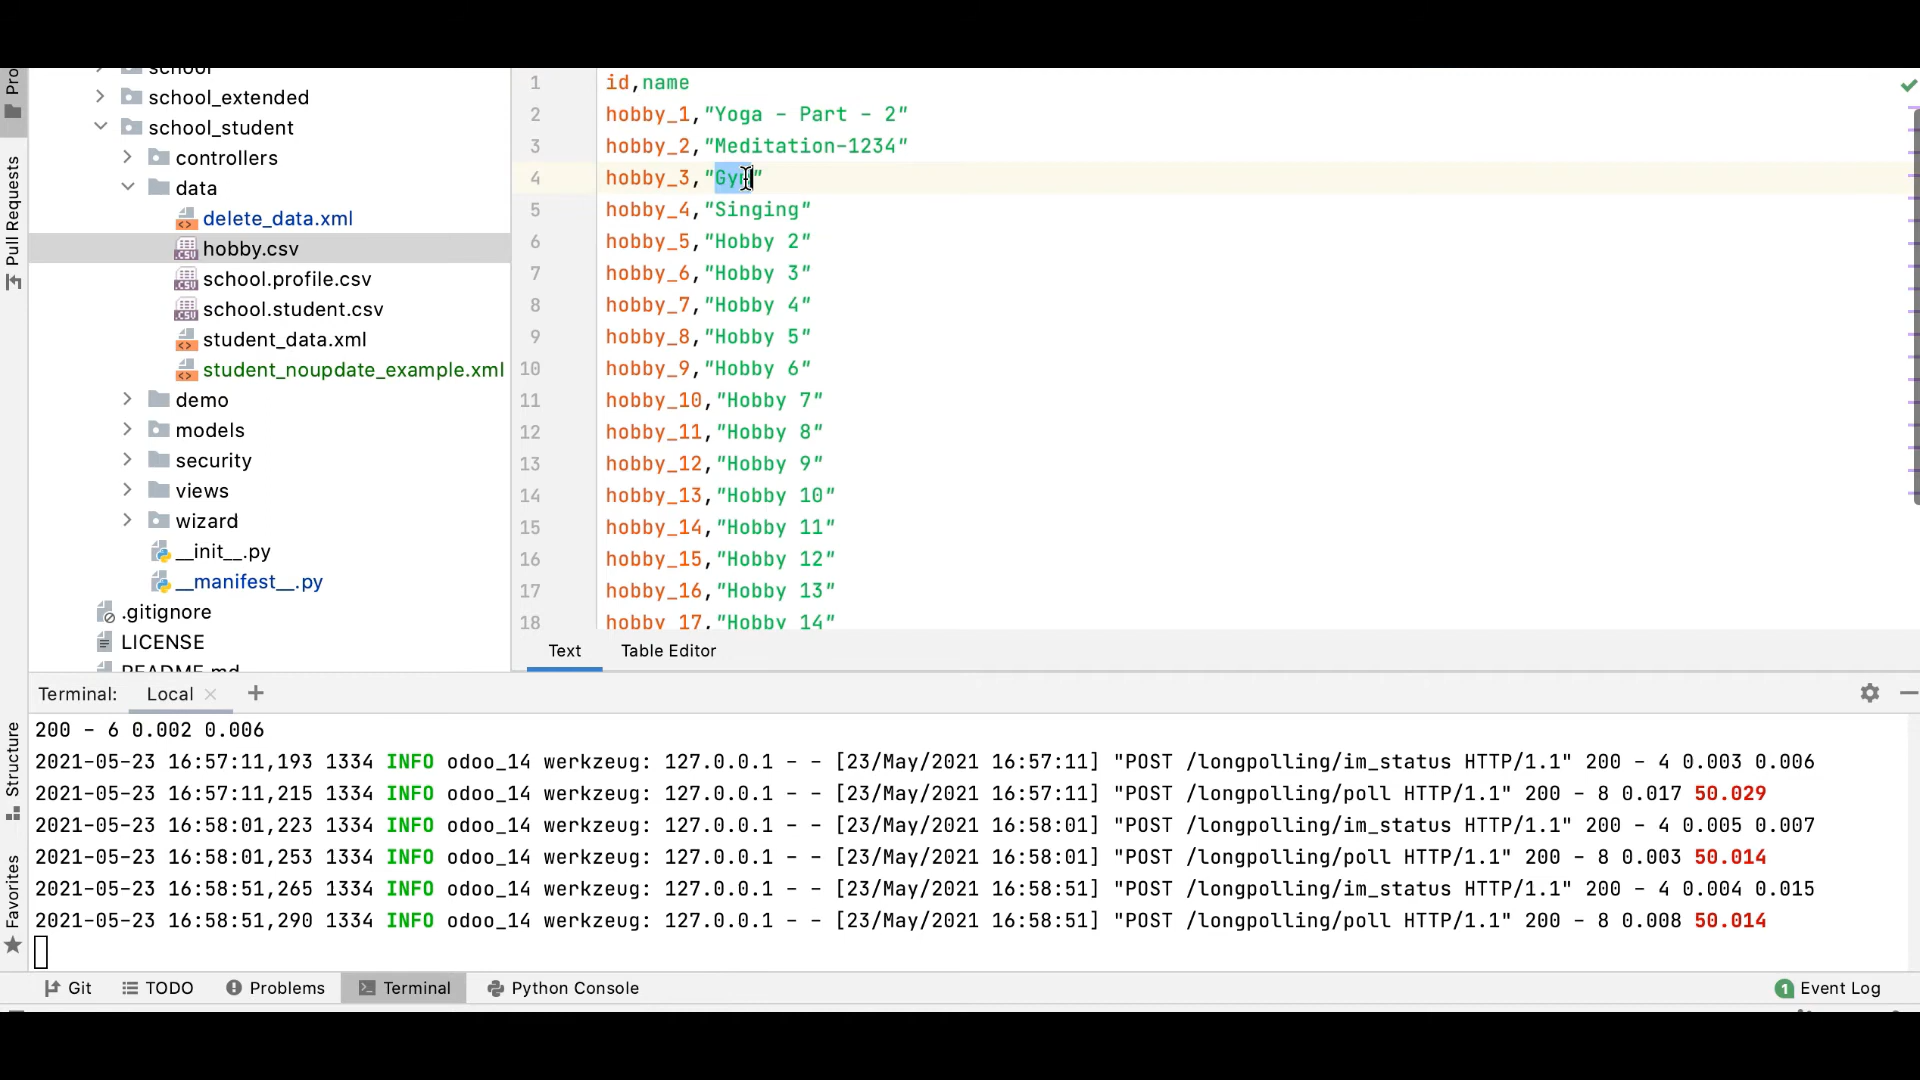 Pro
Pull Requests
Structure
Favorites
school
school_extended
school_student
controllers
data
delete_data.xml
hobby.csv
school.profile.csv
school.student.csv
student_data.xml
student_noupdate_example.xml
demo
models
security
views
wizard
__init__.py
__manifest__.py
.gitignore
LICENSE
README.md
1 id,name
2 hobby_1,"Yoga - Part - 2"
3 hobby_2,"Meditation-1234"
4 hobby_3,"Gym"
5 hobby_4,"Singing"
6 hobby_5,"Hobby 2"
7 hobby_6,"Hobby 3"
8 hobby_7,"Hobby 4"
9 hobby_8,"Hobby 5"
10 hobby_9,"Hobby 6"
11 hobby_10,"Hobby 7"
12 hobby_11,"Hobby 8"
13 hobby_12,"Hobby 9"
14 hobby_13,"Hobby 10"
15 hobby_14,"Hobby 11"
16 hobby_15,"Hobby 12"
17 hobby_16,"Hobby 13"
18 hobby_17,"Hobby 14"
Text Table Editor
Terminal: Local
200 - 6 0.002 0.006
2021-05-23 16:57:11,193 1334 INFO odoo_14 werkzeug: 127.0.0.1 - - [23/May/2021 16:57:11] "POST /longpolling/im_status HTTP/1.1" 200 - 4 0.003 0.006
2021-05-23 16:57:11,215 1334 INFO odoo_14 werkzeug: 127.0.0.1 - - [23/May/2021 16:57:11] "POST /longpolling/poll HTTP/1.1" 200 - 8 0.017 50.029
2021-05-23 16:58:01,223 1334 INFO odoo_14 werkzeug: 127.0.0.1 - - [23/May/2021 16:58:01] "POST /longpolling/im_status HTTP/1.1" 200 - 4 0.005 0.007
2021-05-23 16:58:01,253 1334 INFO odoo_14 werkzeug: 127.0.0.1 - - [23/May/2021 16:58:01] "POST /longpolling/poll HTTP/1.1" 200 - 8 0.003 50.014
2021-05-23 16:58:51,265 1334 INFO odoo_14 werkzeug: 127.0.0.1 - - [23/May/2021 16:58:51] "POST /longpolling/im_status HTTP/1.1" 200 - 4 0.004 0.015
2021-05-23 16:58:51,290 1334 INFO odoo_14 werkzeug: 127.0.0.1 - - [23/May/2021 16:58:51] "POST /longpolling/poll HTTP/1.1" 200 - 8 0.008 50.014
Git TODO Problems Terminal Python Console 1 Event Log